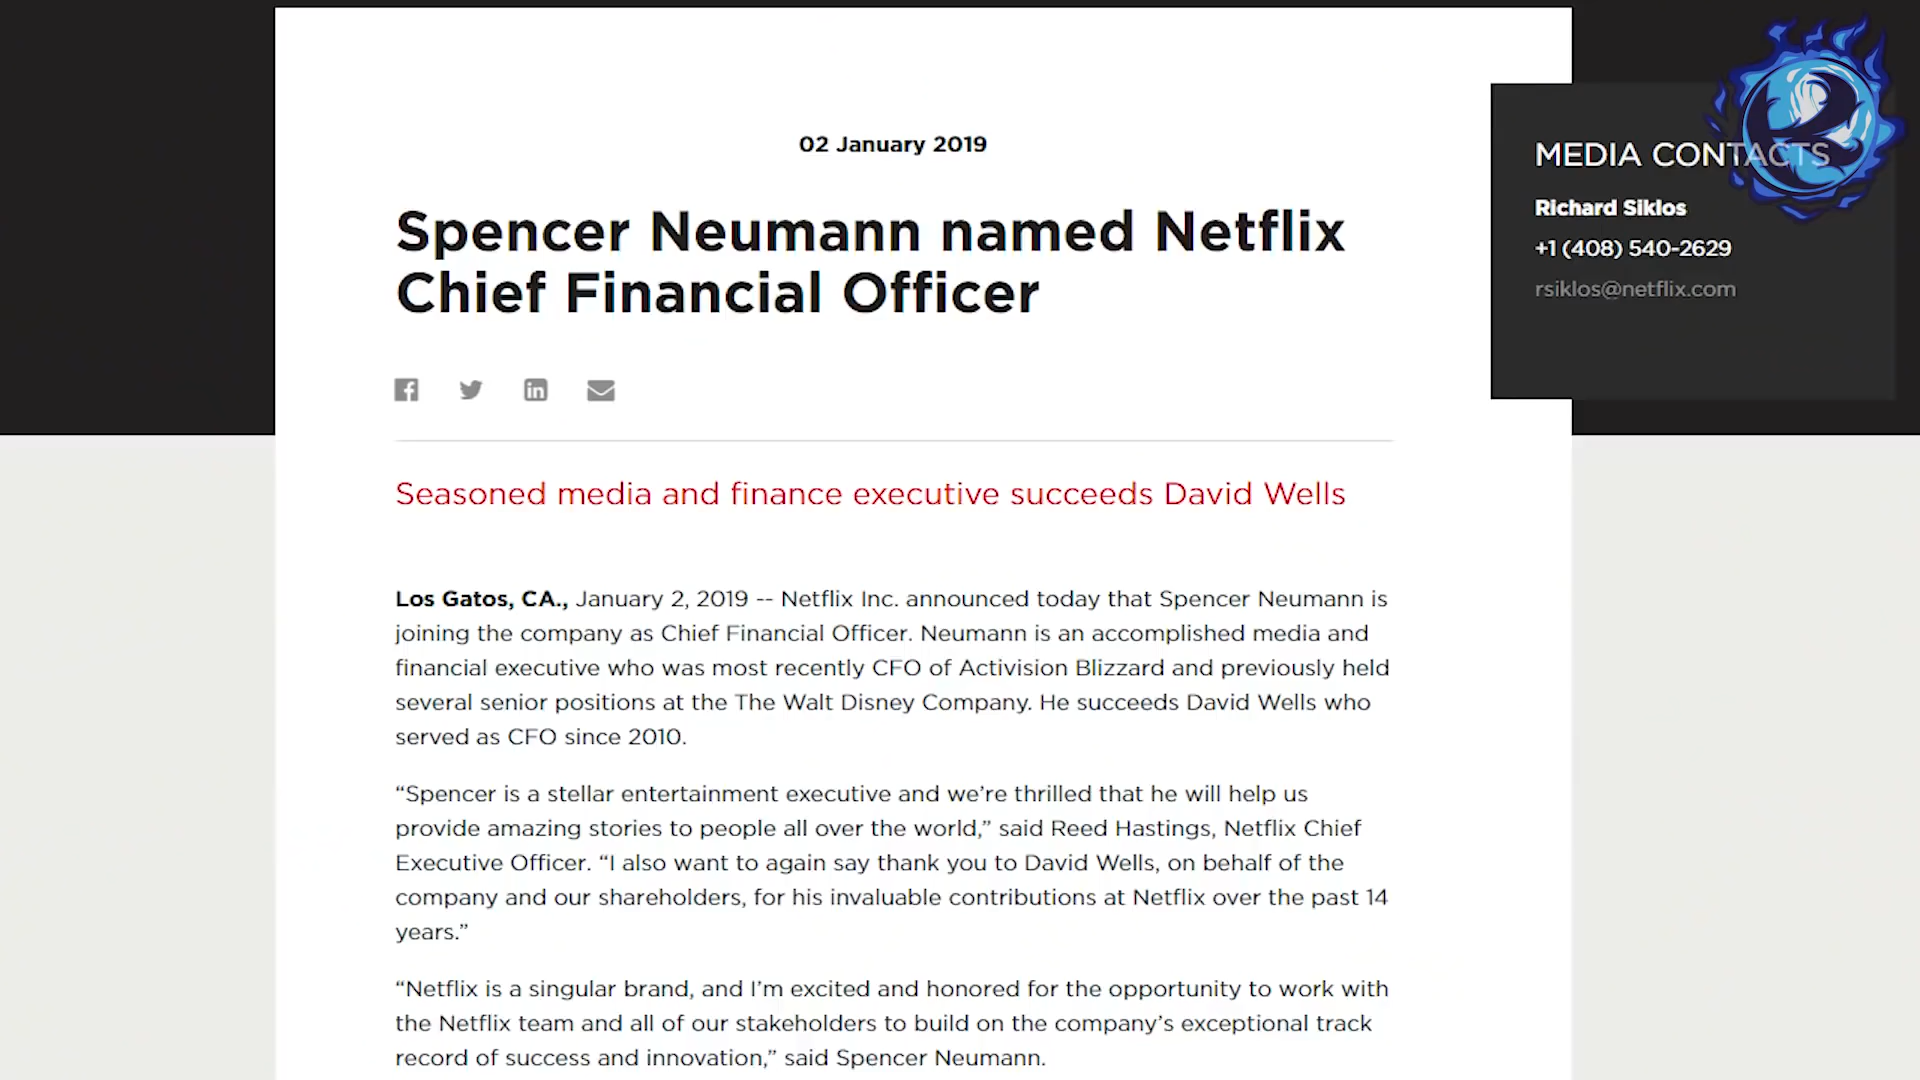 02 January 2019
Spencer Neumann named Netflix
Chief Financial Officer
Seasoned media and finance executive succeeds David Wells
Los Gatos, CA., January 2, 2019 -- Netflix Inc. announced today that Spencer Neumann is
joining the company as Chief Financial Officer. Neumann is an accomplished media and
financial executive who was most recently CFO of Activision Blizzard and previously held
several senior positions at the The Walt Disney Company. He succeeds David Wells who
served as CFO since 2010.
“Spencer is a stellar entertainment executive and we’re thrilled that he will help us
provide amazing stories to people all over the world,” said Reed Hastings, Netflix Chief
Executive Officer. “I also want to again say thank you to David Wells, on behalf of the
company and our shareholders, for his invaluable contributions at Netflix over the past 14
years.”
“Netflix is a singular brand, and I’m excited and honored for the opportunity to work with
the Netflix team and all of our stakeholders to build on the company’s exceptional track
record of success and innovation,” said Spencer Neumann.
MEDIA CONTACTS
Richard Siklos
+1 (408) 540-2629
rsiklos@netflix.com